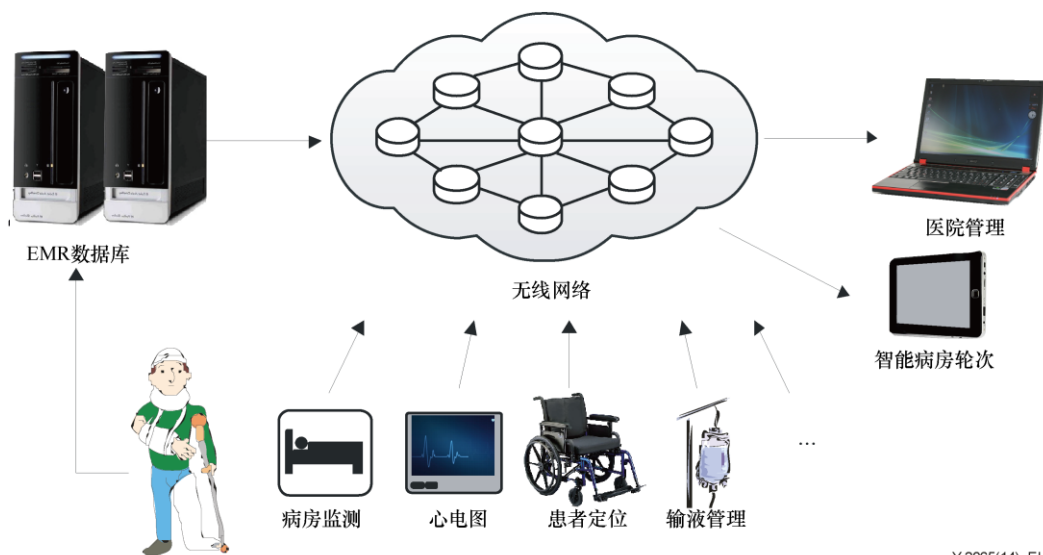 EMR数据库
无线网络
医院管理
智能病房轮次
病房监测
心电图
患者定位
输液管理
...